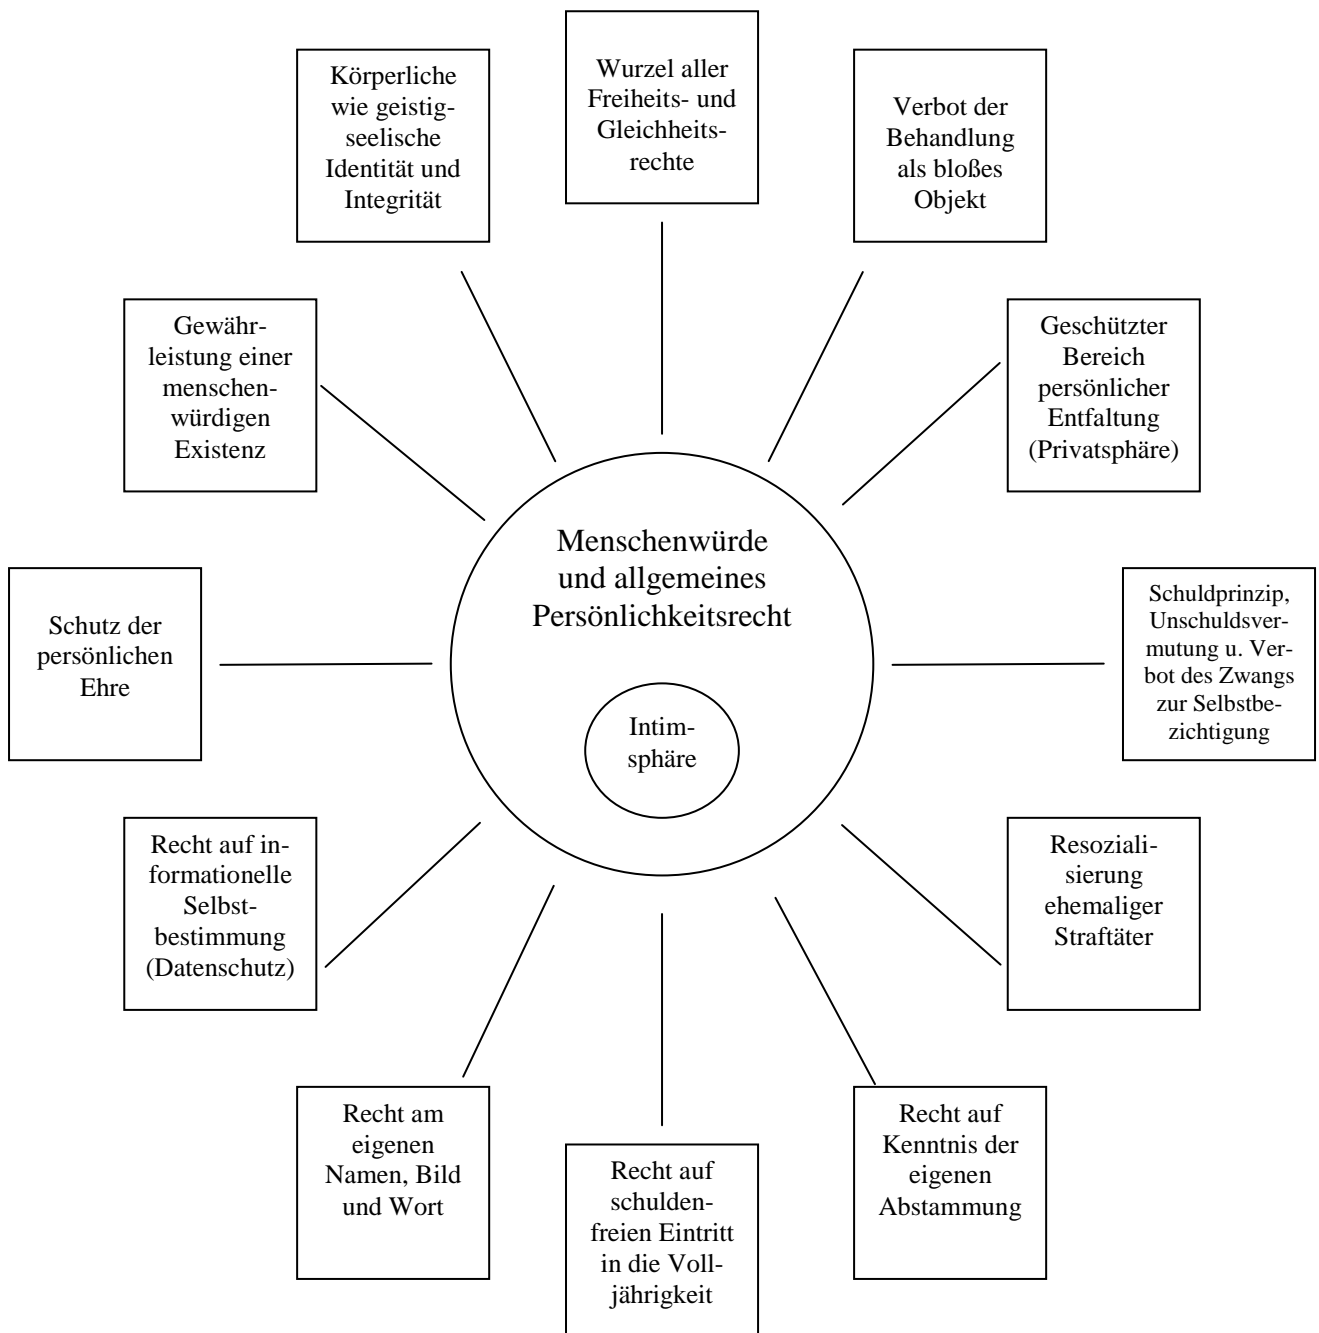 Wurzel aller
Freiheits- und
Gleichheits-
rechte
Körperliche
wie geistig-
seelische
Identität und
Integrität
Verbot der
Behandlung
als bloßes
Objekt
Gewähr-
leistung einer
menschen-
würdigen
Existenz
Geschützter
Bereich
persönlicher
Entfaltung
(Privatsphäre)
Menschenwürde
und allgemeines
Persönlichkeitsrecht
Intim-
sphäre
Schutz der
persönlichen
Ehre
Schuldprinzip,
Unschuldsver-
mutung u. Ver-
bot des Zwangs
zur Selbstbe-
zichtigung
Recht auf in-
formationelle
Selbst-
bestimmung
(Datenschutz)
Resoziali-
sierung
ehemaliger
Straftäter
Recht am
eigenen
Namen, Bild
und Wort
Recht auf
schulden-
freien Eintritt
in die Voll-
jährigkeit
Recht auf
Kenntnis der
eigenen
Abstammung